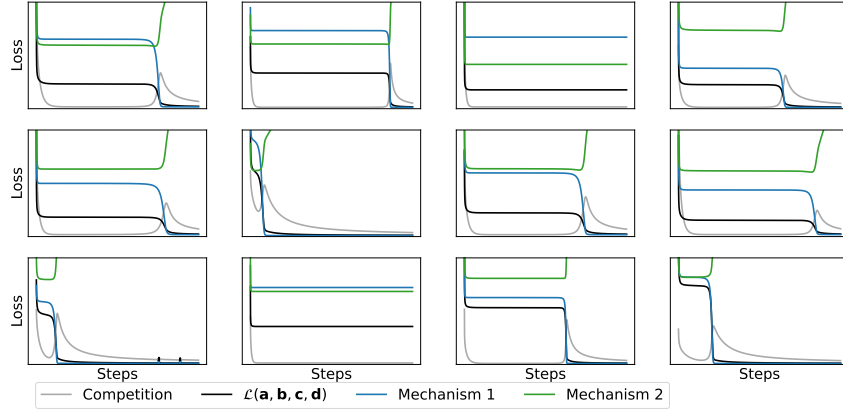 Loss
Loss
Loss
Steps Steps Steps Steps
Competition ℒ(a, b, c, d) Mechanism 1 Mechanism 2